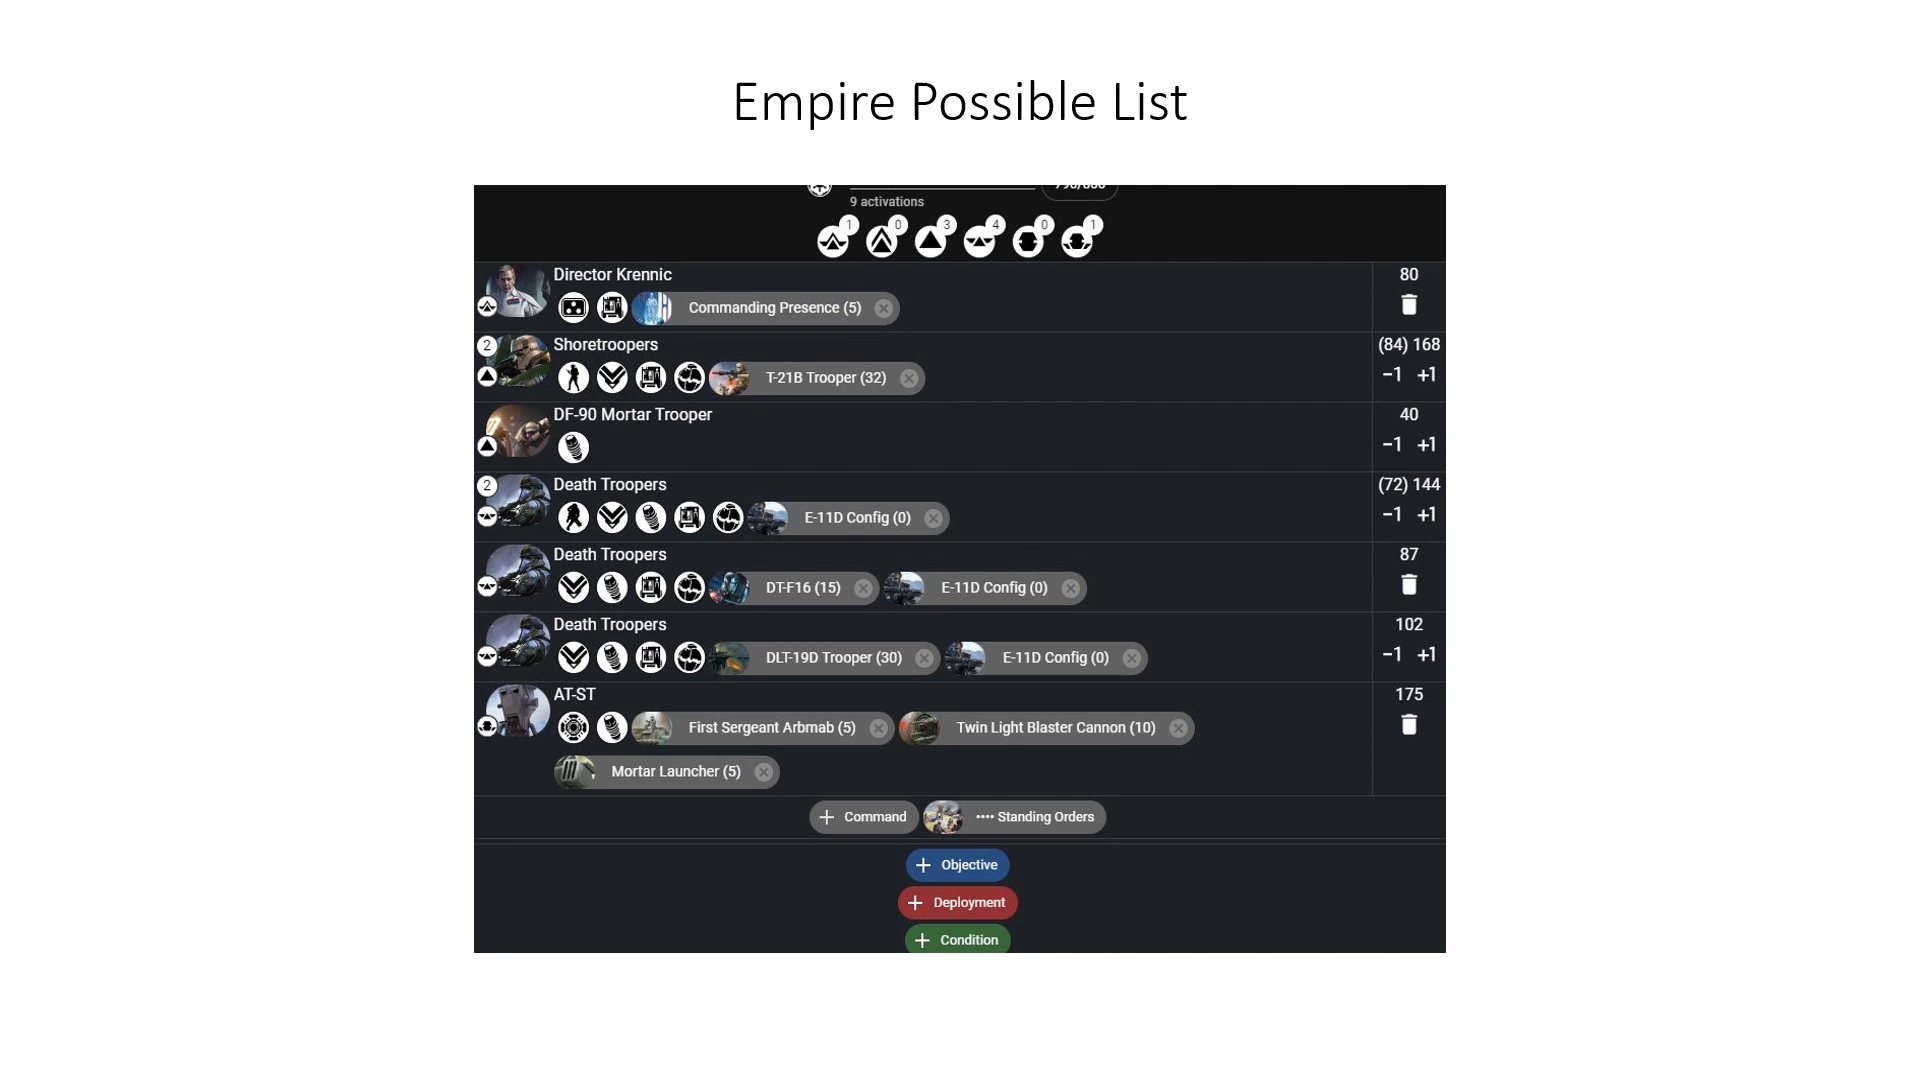 Empire Possible List
9 activations
1 0 3 4 0 1
Director Krennic 80
Commanding Presence (5)
2 Shoretroopers (84) 168
T-21B Trooper (32) −1 +1
DF-90 Mortar Trooper 40
−1 +1
2 Death Troopers (72) 144
E-11D Config (0) −1 +1
Death Troopers 87
DT-F16 (15) E-11D Config (0)
Death Troopers 102
DLT-19D Trooper (30) E-11D Config (0) −1 +1
AT-ST 175
First Sergeant Arbmab (5) Twin Light Blaster Cannon (10)
Mortar Launcher (5)
+ Command •••• Standing Orders
+ Objective
+ Deployment
+ Condition